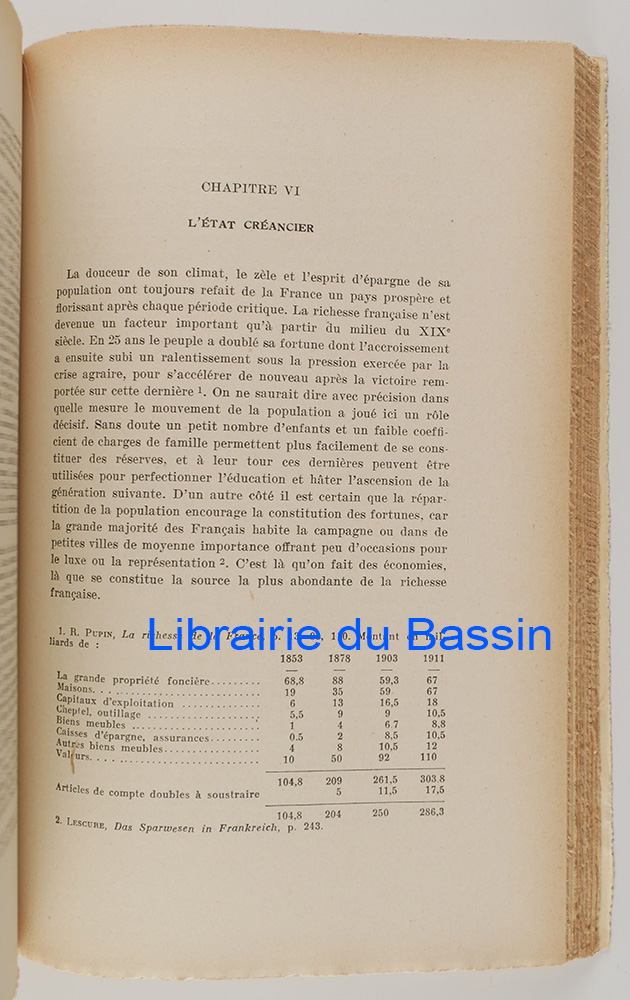 CHAPITRE VI
L'ÉTAT CRÉANCIER
La douceur de son climat, le zèle et l'esprit d'épargne de sa
population ont toujours refait de la France un pays prospère et
florissant après chaque période critique. La richesse française n'est
devenue un facteur important qu'à partir du milieu du XIXe
siècle. En 25 ans le peuple a doublé sa fortune dont l'accroissement
a ensuite subi un ralentissement sous la pression exercée par la
crise agraire, pour s'accélérer de nouveau après la victoire rem-
portée sur cette dernière 1. On ne saurait dire avec précision dans
quelle mesure le mouvement de la population a joué ici un rôle
décisif. Sans doute un petit nombre d'enfants et un faible coeffi-
cient de charges de famille permettent plus facilement de se cons-
tituer des réserves, et à leur tour ces dernières peuvent être
utilisées pour perfectionner l'éducation et hâter l'ascension de la
génération suivante. D'un autre côté il est certain que la répar-
tition de la population encourage la constitution des fortunes, car
la grande majorité des Français habite la campagne ou dans de
petites villes de moyenne importance offrant peu d'occasions pour
le luxe ou la représentation 2. C'est là qu'on fait des économies,
là que se constitue la source la plus abondante de la richesse
française.
1. R. PUPIN, La richesse de la France, p. Montant en mil-
liards de :
Librairie du Bassin
1853 1878 1903 1911
La grande propriété foncière......... 68,8 88 59,3 67
Maisons. . . . . . . . . . . . . . . . . . 19 35 59 67
Capitaux d'exploitation .............. 6 13 16,5 18
Cheptel, outillage .................... 5,5 9 9 10,5
Biens meubles ....................... 1 4 6.7 8,8
Caisses d'épargne, assurances......... 0.5 2 8,5 10,5
Autres biens meubles................. 4 8 10,5 12
Valeurs. . . . . . . . . . . . . . . . . . 10 50 92 110
104,8 209 261,5 303.8
Articles de compte doubles à soustraire 5 11,5 17,5
104,8 204 250 286,3
2. LESCURE, Das Sparwesen in Frankreich, p. 243.